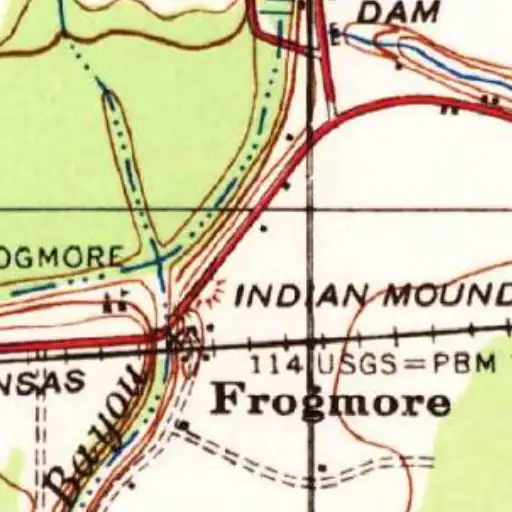 DAM
OGMORE
INDIAN MOUND
114 USGS=PBM
NSAS
Frogmore
Bayou